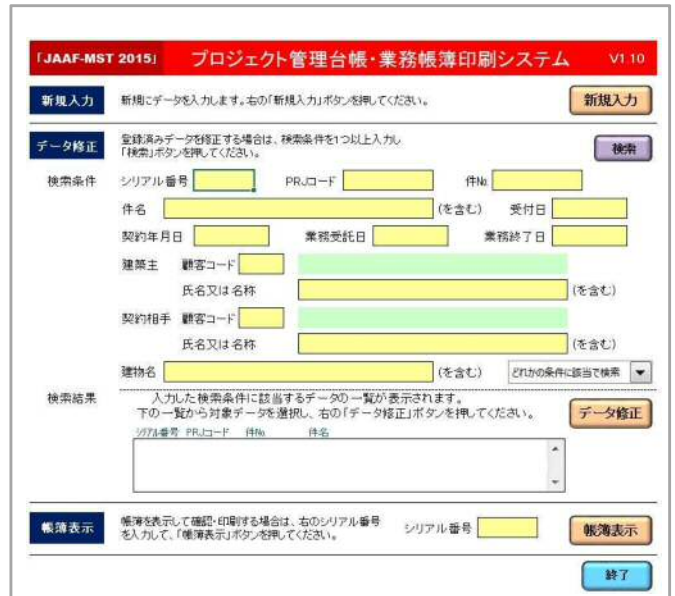 「JAAF-MST 2015」 プロジェクト管理台帳・業務帳簿印刷システム V1.10
新規入力 新規にデータを入力します。右の「新規入力」ボタンを押してください。 新規入力
データ修正 登録済みデータを修正する場合は、検索条件を1つ以上入力し
「検索」ボタンを押してください。 検索
検索条件 シリアル番号 PRJコード 件No.
件名 (を含む) 受付日
契約年月日 業務受託日 業務終了日
建築主 顧客コード
氏名又は名称 (を含む)
契約相手 顧客コード
氏名又は名称 (を含む)
建物名 (を含む) どれかの条件に該当で検索
検索結果 入力した検索条件に該当するデータの一覧が表示されます。
下の一覧から対象データを選択し、右の「データ修正」ボタンを押してください。 データ修正
シリアル番号 PRJコード 件No. 件名
帳簿表示 帳簿を表示して確認・印刷する場合は、右のシリアル番号
を入力して、「帳簿表示」ボタンを押してください。 シリアル番号 帳簿表示
終了